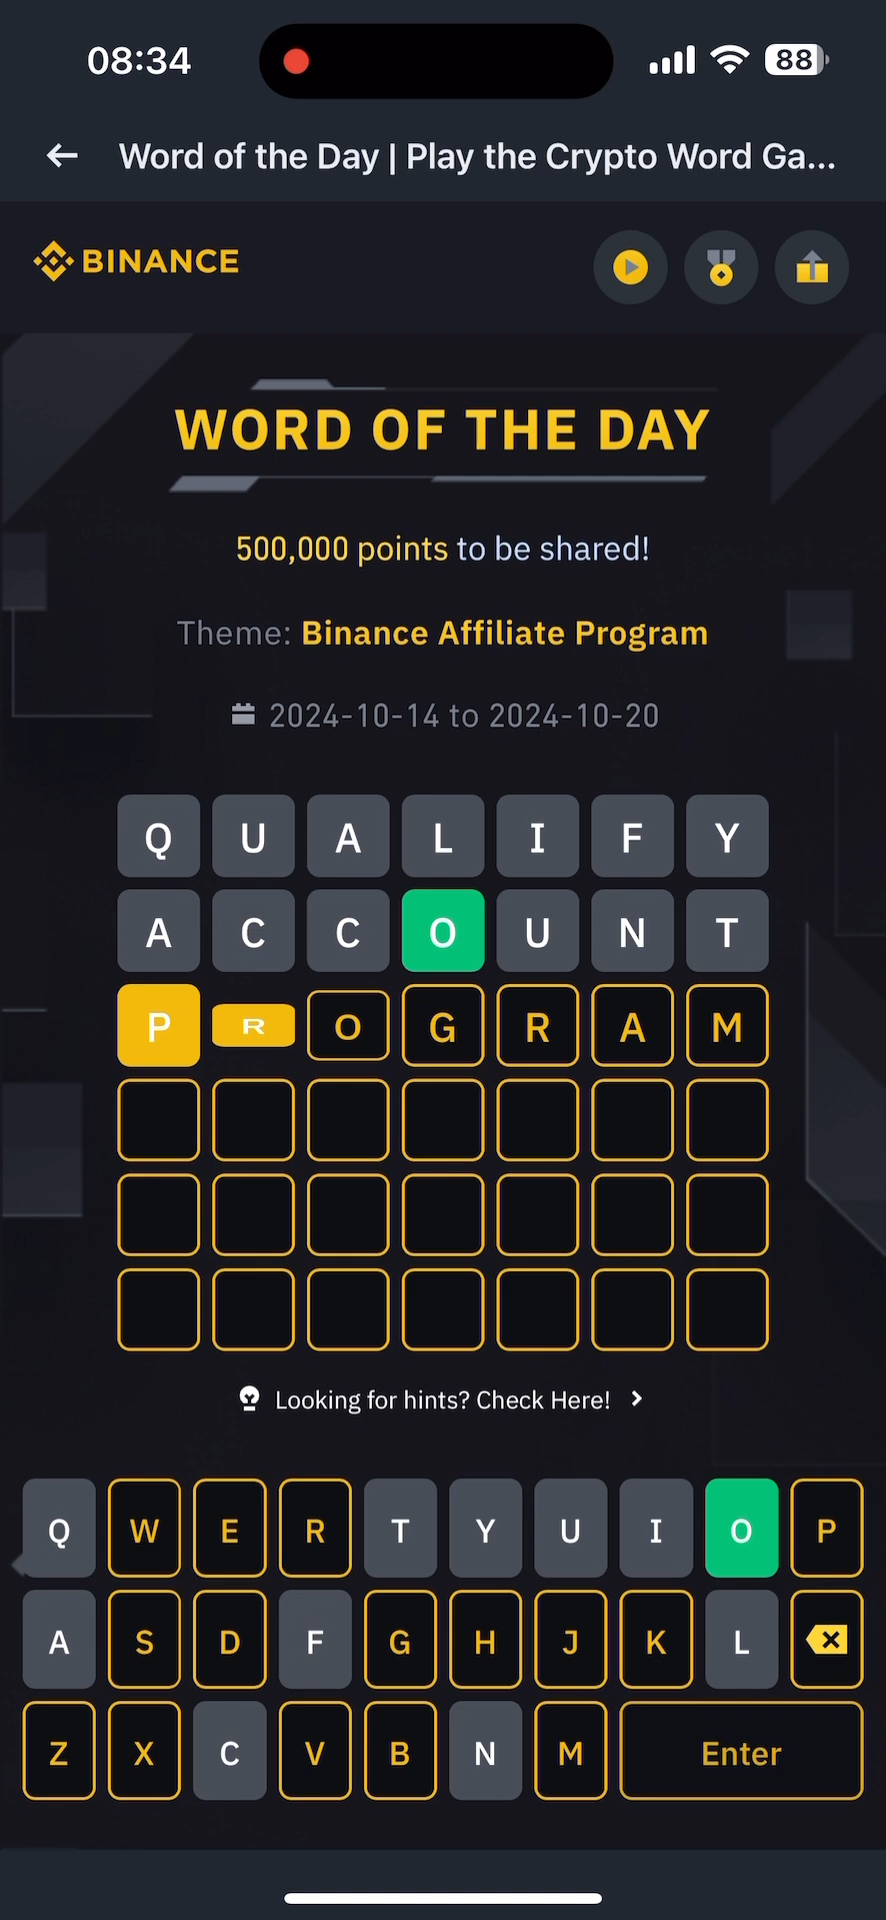 08:34
88
Word of the Day | Play the Crypto Word Ga...
BINANCE
WORD OF THE DAY
500,000 points to be shared!
Theme: Binance Affiliate Program
2024-10-14 to 2024-10-20
Q U A L I F Y
A C C O U N T
P R O G R A M
Looking for hints? Check Here!
Q W E R T Y U I O P
A S D F G H J K L
Z X C V B N M Enter